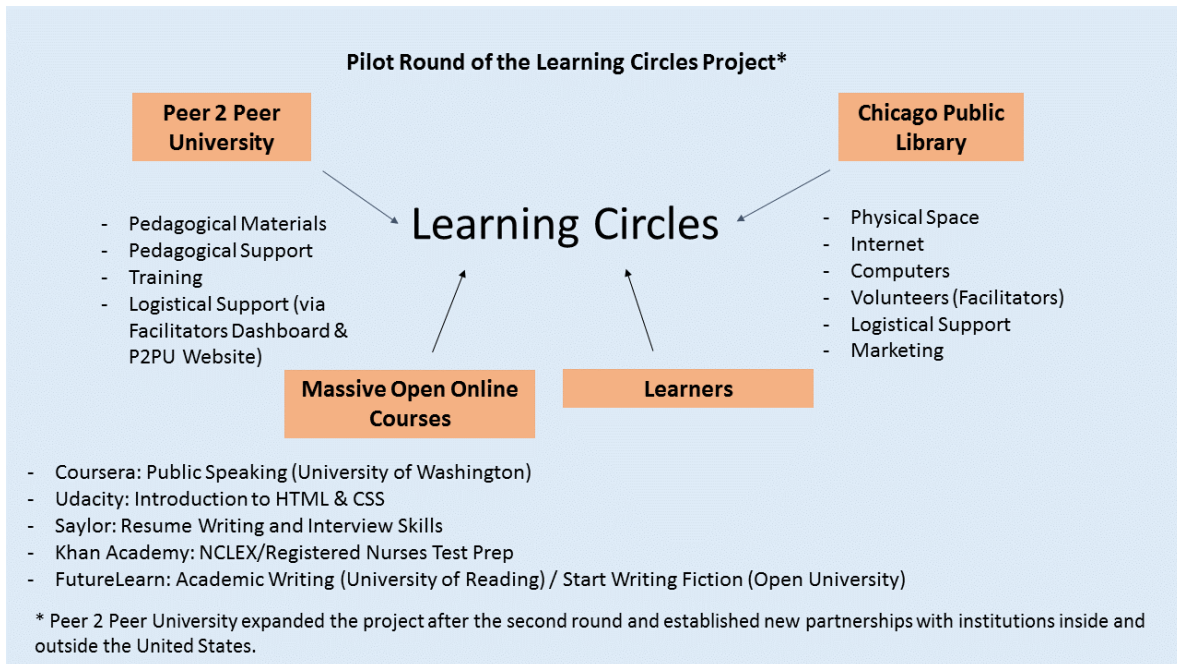 Pilot Round of the Learning Circles Project*
Peer 2 Peer
University
Chicago Public
Library
Learning Circles
- Pedagogical Materials
- Pedagogical Support
- Training
- Logistical Support (via
Facilitators Dashboard &
P2PU Website)
- Physical Space
- Internet
- Computers
- Volunteers (Facilitators)
- Logistical Support
- Marketing
Massive Open Online
Courses
Learners
- Coursera: Public Speaking (University of Washington)
- Udacity: Introduction to HTML & CSS
- Saylor: Resume Writing and Interview Skills
- Khan Academy: NCLEX/Registered Nurses Test Prep
- FutureLearn: Academic Writing (University of Reading) / Start Writing Fiction (Open University)
* Peer 2 Peer University expanded the project after the second round and established new partnerships with institutions inside and
outside the United States.